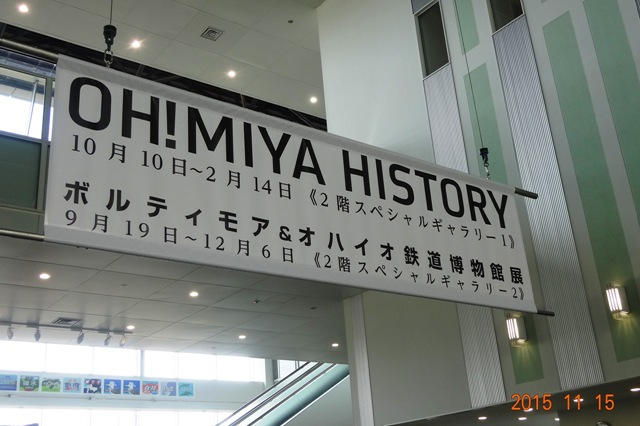 OH!MIYA HISTORY
10月10日～2月14日 《2階スペシャルギャラリー1》
ボルティモア&オハイオ鉄道博物館展
9月19日～12月6日 《2階スペシャルギャラリー2》
2015 11 15